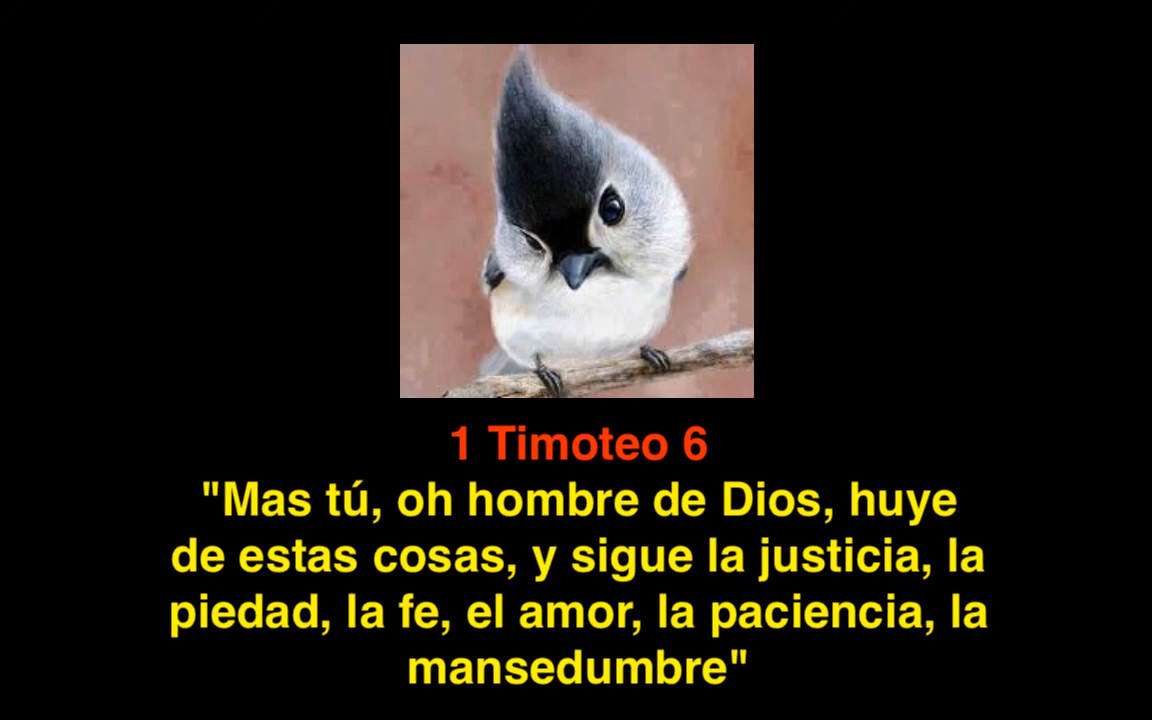 1 Timoteo 6
"Mas tú, oh hombre de Dios, huye
de estas cosas, y sigue la justicia, la
piedad, la fe, el amor, la paciencia, la
mansedumbre"